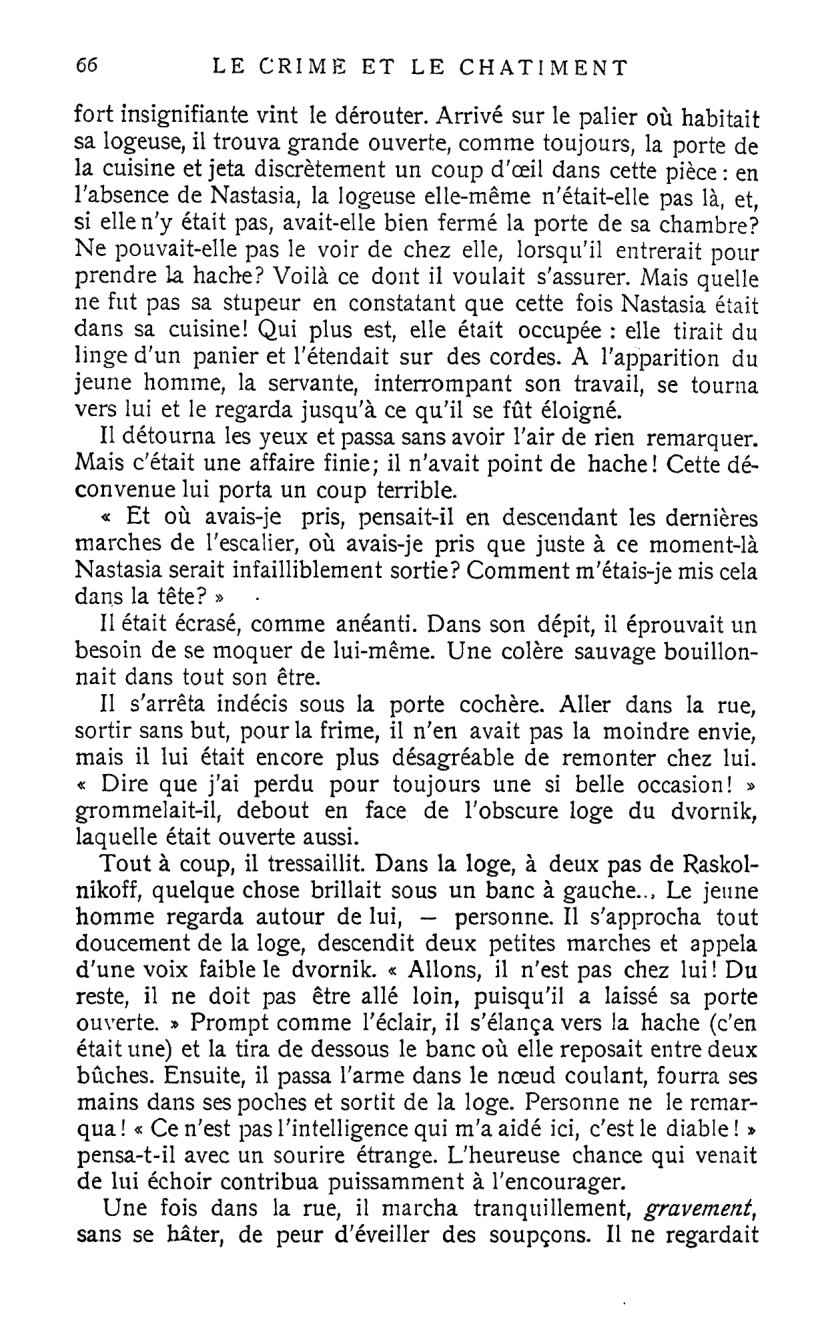 66 LE CRIME ET LE CHATIMENT
fort insignifiante vint le dérouter. Arrivé sur le palier où habitait
sa logeuse, il trouva grande ouverte, comme toujours, la porte de
la cuisine et jeta discrètement un coup d'œil dans cette pièce : en
l'absence de Nastasia, la logeuse elle-même n'était-elle pas là, et,
si elle n'y était pas, avait-elle bien fermé la porte de sa chambre?
Ne pouvait-elle pas le voir de chez elle, lorsqu'il entrerait pour
prendre la hache? Voilà ce dont il voulait s'assurer. Mais quelle
ne fut pas sa stupeur en constatant que cette fois Nastasia était
dans sa cuisine! Qui plus est, elle était occupée : elle tirait du
linge d'un panier et l'étendait sur des cordes. A l'apparition du
jeune homme, la servante, interrompant son travail, se tourna
vers lui et le regarda jusqu'à ce qu'il se fût éloigné.
Il détourna les yeux et passa sans avoir l'air de rien remarquer.
Mais c'était une affaire finie; il n'avait point de hache! Cette dé-
convenue lui porta un coup terrible.
« Et où avais-je pris, pensait-il en descendant les dernières
marches de l'escalier, où avais-je pris que juste à ce moment-là
Nastasia serait infailliblement sortie? Comment m'étais-je mis cela
dans la tête? »
Il était écrasé, comme anéanti. Dans son dépit, il éprouvait un
besoin de se moquer de lui-même. Une colère sauvage bouillon-
nait dans tout son être.
Il s'arrêta indécis sous la porte cochère. Aller dans la rue,
sortir sans but, pour la frime, il n'en avait pas la moindre envie,
mais il lui était encore plus désagréable de remonter chez lui.
« Dire que j'ai perdu pour toujours une si belle occasion! »
grommelait-il, debout en face de l'obscure loge du dvornik,
laquelle était ouverte aussi.
Tout à coup, il tressaillit. Dans la loge, à deux pas de Raskol-
nikoff, quelque chose brillait sous un banc à gauche... Le jeune
homme regarda autour de lui, — personne. Il s'approcha tout
doucement de la loge, descendit deux petites marches et appela
d'une voix faible le dvornik. « Allons, il n'est pas chez lui! Du
reste, il ne doit pas être allé loin, puisqu'il a laissé sa porte
ouverte. » Prompt comme l'éclair, il s'élança vers la hache (c'en
était une) et la tira de dessous le banc où elle reposait entre deux
bûches. Ensuite, il passa l'arme dans le nœud coulant, fourra ses
mains dans ses poches et sortit de la loge. Personne ne le remar-
qua! « Ce n'est pas l'intelligence qui m'a aidé ici, c'est le diable! »
pensa-t-il avec un sourire étrange. L'heureuse chance qui venait
de lui échoir contribua puissamment à l'encourager.
Une fois dans la rue, il marcha tranquillement, gravement,
sans se hâter, de peur d'éveiller des soupçons. Il ne regardait